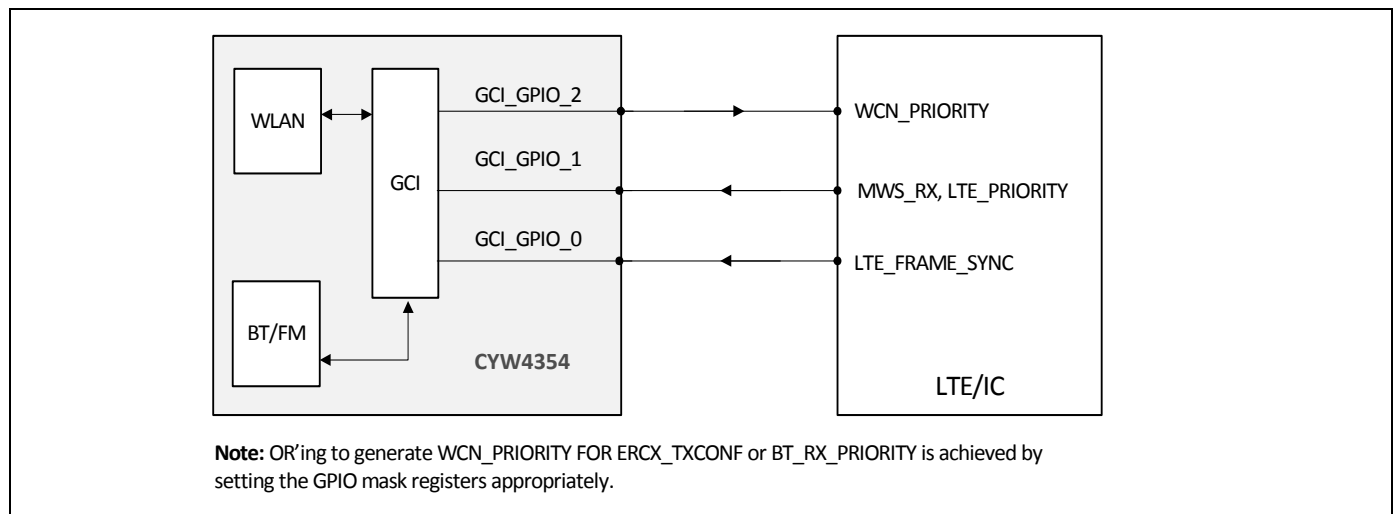 WLAN
GCI
BT/FM
GCI_GPIO_2
GCI_GPIO_1
GCI_GPIO_0
CYW4354
WCN_PRIORITY
MWS_RX, LTE_PRIORITY
LTE_FRAME_SYNC
LTE/IC
Note: OR’ing to generate WCN_PRIORITY FOR ERCX_TXCONF or BT_RX_PRIORITY is achieved by
setting the GPIO mask registers appropriately.